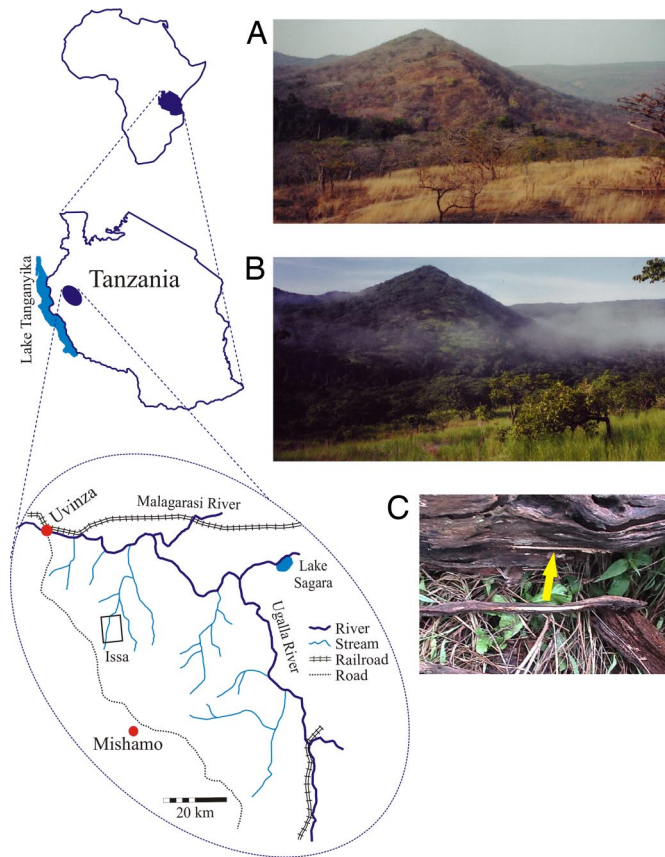 A
Tanzania
Lake Tanganyika
B
Uvinza
Malagarasi River
Lake
Sagara
Ugalla River
Issa
River
Stream
Railroad
Road
Mishamo
20 km
C